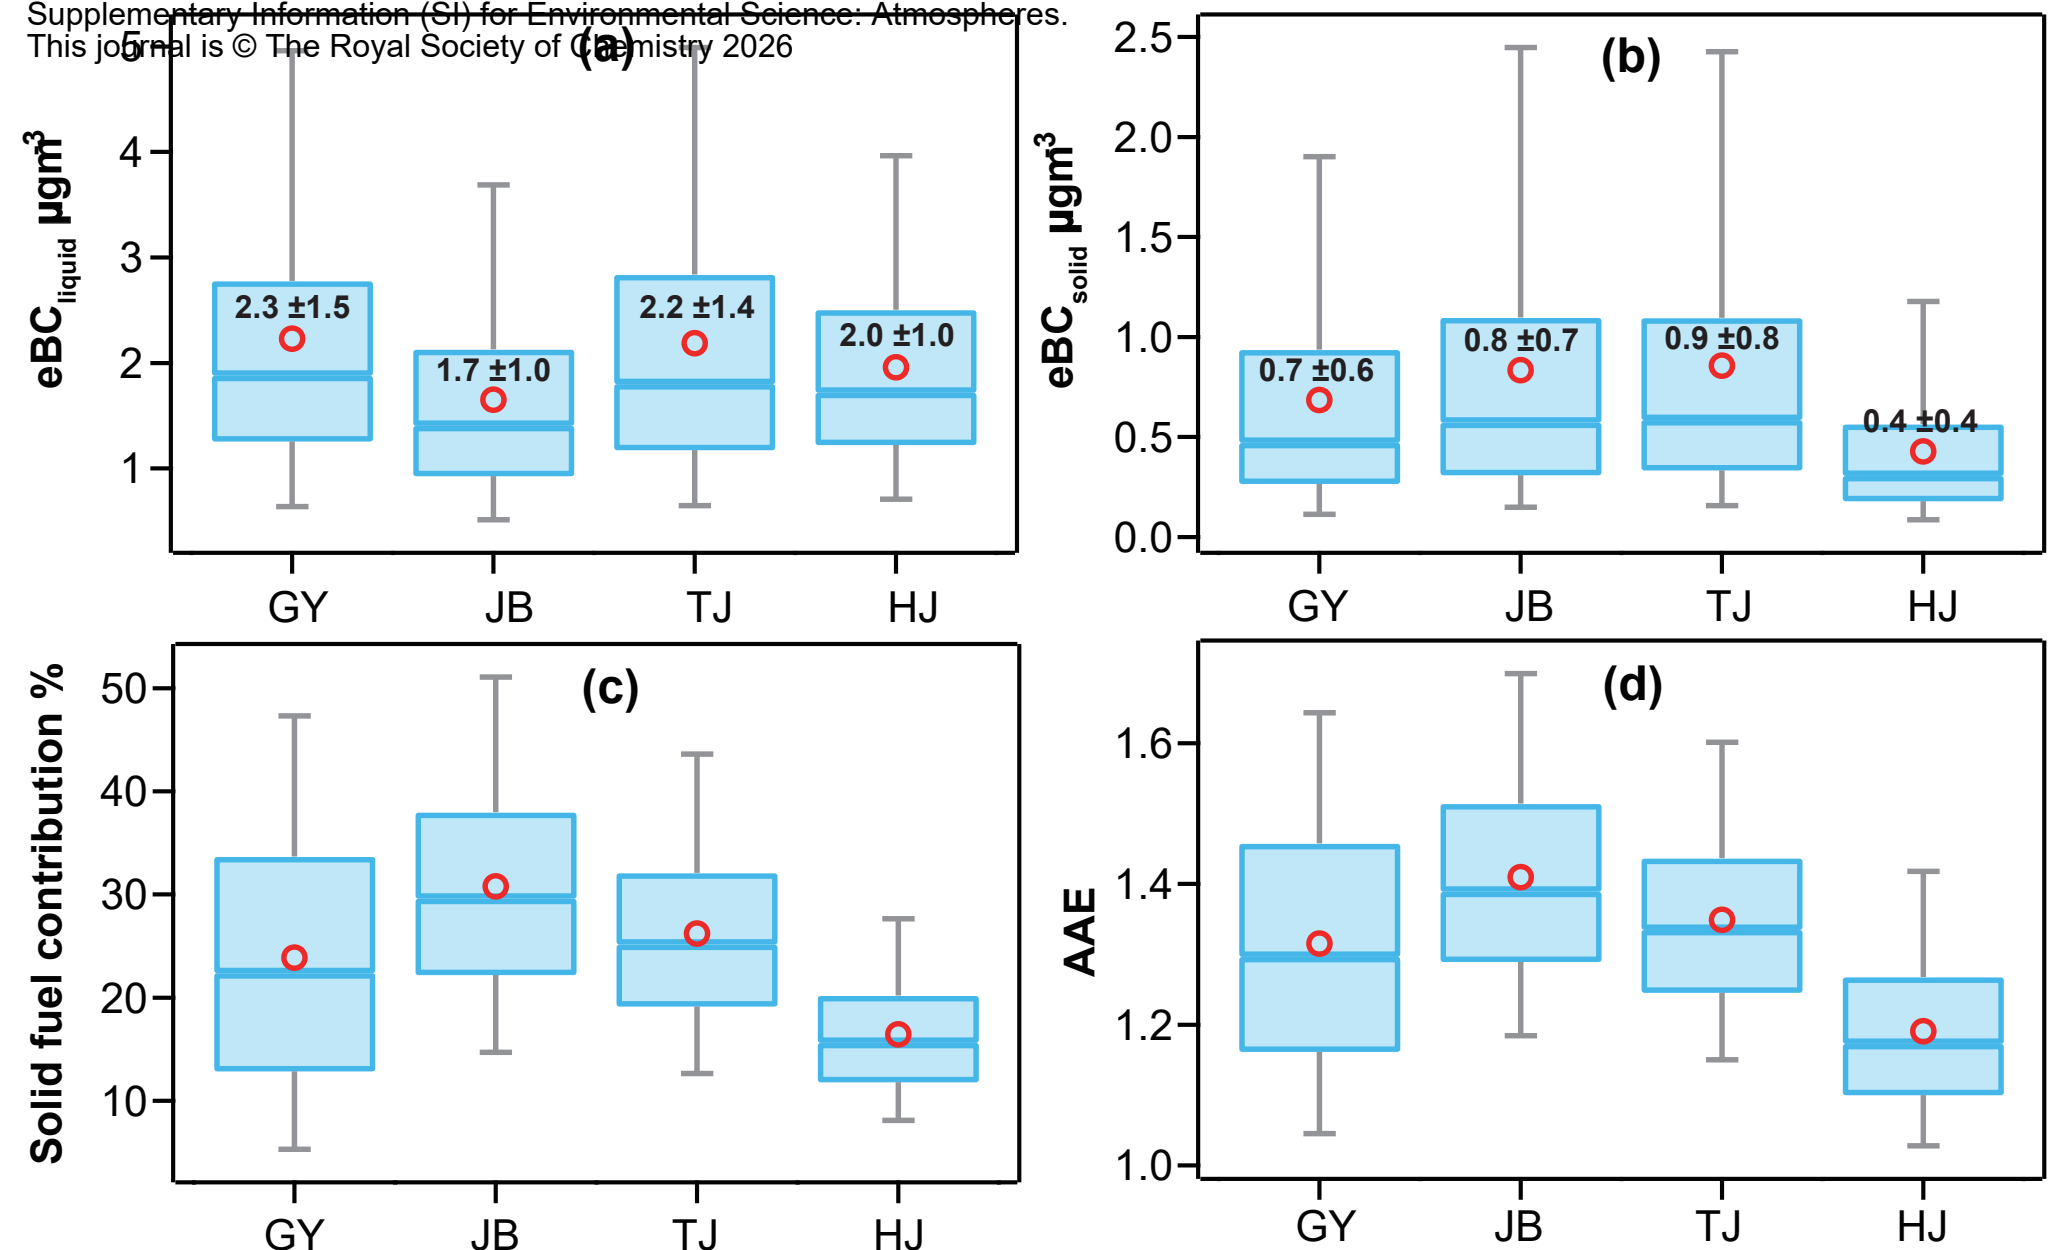 Supplementary Information (SI) for Environmental Science: Atmospheres.
This journal is © The Royal Society of Chemistry 2026
(a)
eBCliquid µgm-3
5
4
3
2
1
2.3 ±1.5
1.7 ±1.0
2.2 ±1.4
2.0 ±1.0
GY JB TJ HJ
(b)
eBCsolid µgm-3
2.5
2.0
1.5
1.0
0.5
0.0
0.7 ±0.6
0.8 ±0.7
0.9 ±0.8
0.4 ±0.4
GY JB TJ HJ
(c)
Solid fuel contribution %
50
40
30
20
10
GY JB TJ HJ
(d)
AAE
1.6
1.4
1.2
1.0
GY JB TJ HJ